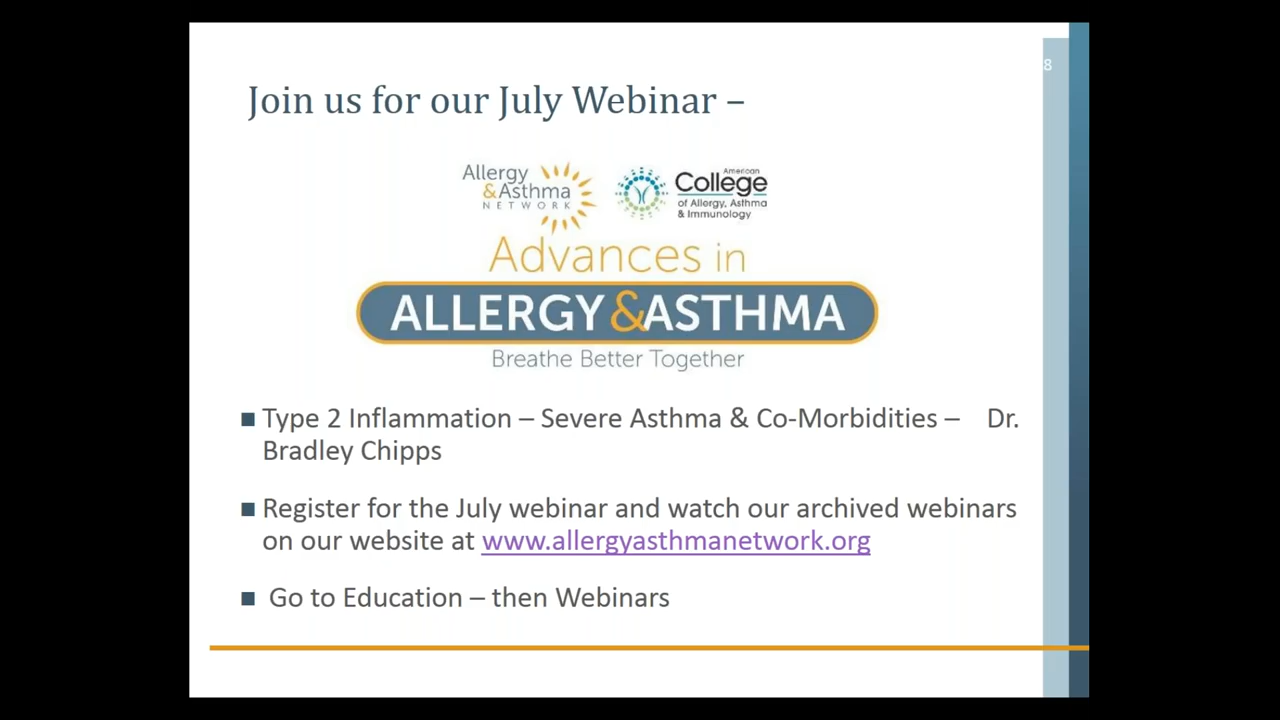 8
Join us for our July Webinar –
Allergy
&Asthma
NETWORK
American
College
of Allergy, Asthma
& Immunology
Advances in
ALLERGY&ASTHMA
Breathe Better Together
■ Type 2 Inflammation – Severe Asthma & Co-Morbidities – Dr.
Bradley Chipps
■ Register for the July webinar and watch our archived webinars
on our website at www.allergyasthmanetwork.org
■ Go to Education – then Webinars